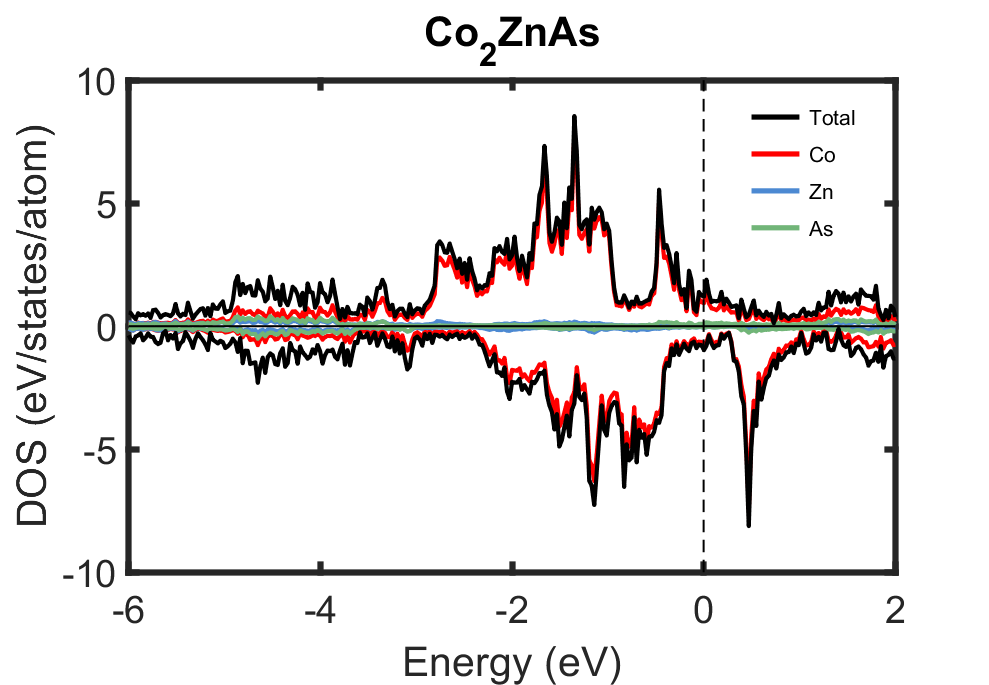 Co₂ZnAs
10
5
0
-5
-10
DOS (eV/states/atom)
Total
Co
Zn
As
-6 -4 -2 0 2
Energy (eV)